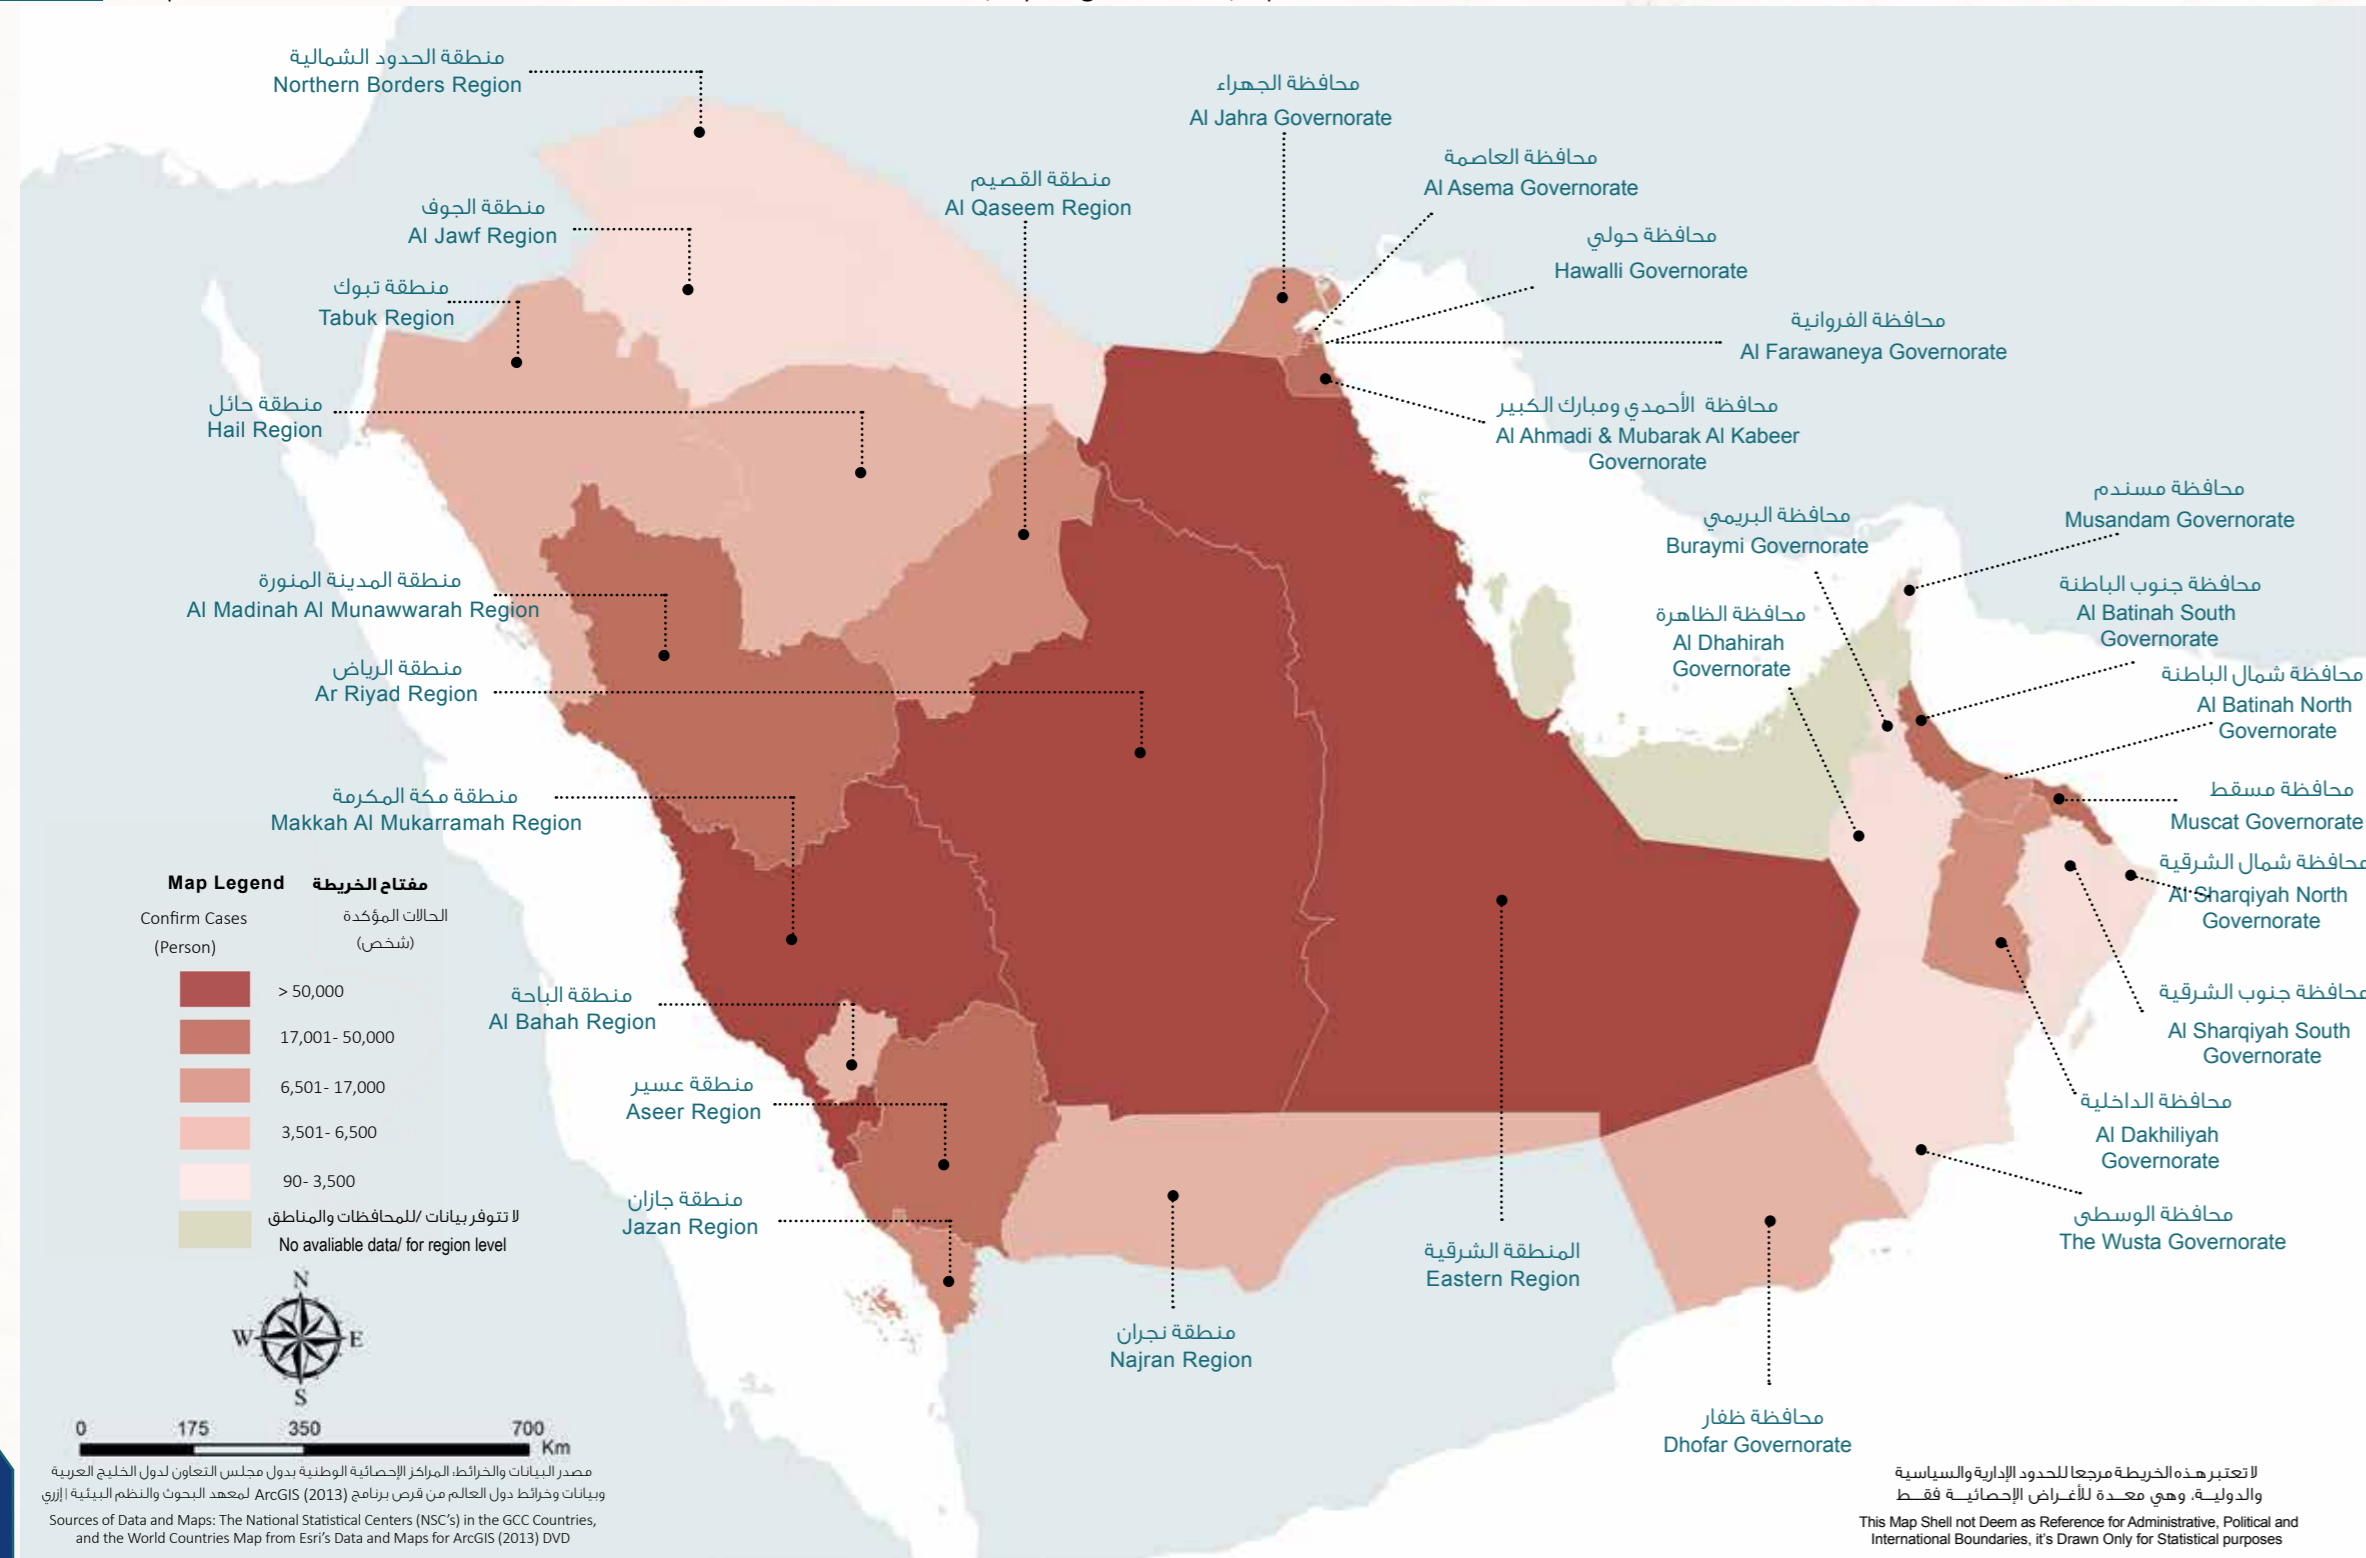 منطقة الحدود الشمالية
Northern Borders Region
محافظة الجهراء
Al Jahra Governorate
محافظة العاصمة
Al Asema Governorate
منطقة القصيم
Al Qaseem Region
منطقة الجوف
Al Jawf Region
محافظة حولي
Hawalli Governorate
منطقة تبوك
Tabuk Region
محافظة الفروانية
Al Farawaneya Governorate
منطقة حائل
Hail Region
محافظة الأحمدي ومبارك الكبير
Al Ahmadi & Mubarak Al Kabeer
Governorate
محافظة مسندم
Musandam Governorate
محافظة البريمي
Buraymi Governorate
منطقة المدينة المنورة
Al Madinah Al Munawwarah Region
محافظة جنوب الباطنة
Al Batinah South
Governorate
محافظة الظاهرة
Al Dhahirah
Governorate
منطقة الرياض
Ar Riyad Region
محافظة شمال الباطنة
Al Batinah North
Governorate
منطقة مكة المكرمة
Makkah Al Mukarramah Region
محافظة مسقط
Muscat Governorate
محافظة شمال الشرقية
Al Sharqiyah North
Governorate
Map Legend مفتاح الخريطة
Confirm Cases الحالات المؤكدة
(Person) (شخص)
> 50,000
17,001- 50,000
6,501- 17,000
3,501- 6,500
90- 3,500
لا تتوفر بيانات /للمحافظات والمناطق
No avaliable data/ for region level
منطقة الباحة
Al Bahah Region
محافظة جنوب الشرقية
Al Sharqiyah South
Governorate
منطقة عسير
Aseer Region
محافظة الداخلية
Al Dakhiliyah
Governorate
منطقة جازان
Jazan Region
محافظة الوسطى
The Wusta Governorate
المنطقة الشرقية
Eastern Region
منطقة نجران
Najran Region
محافظة ظفار
Dhofar Governorate
N
W E
S
0 175 350 700
Km
مصدر البيانات والخرائط: المراكز الإحصائية الوطنية بدول مجلس التعاون لدول الخليج العربية
وبيانات وخرائط دول العالم من قرص برنامج ArcGIS (2013) لمعهد البحوث والنظم البيئية | إزري
Sources of Data and Maps: The National Statistical Centers (NSC's) in the GCC Countries,
and the World Countries Map from Esri's Data and Maps for ArcGIS (2013) DVD
لا تعتبر هذه الخريطة مرجعا للحدود الإدارية والسياسية
والدولية، وهي معدة للأغراض الإحصائية فقط
This Map Shell not Deem as Reference for Administrative, Political and
International Boundaries, it's Drawn Only for Statistical purposes